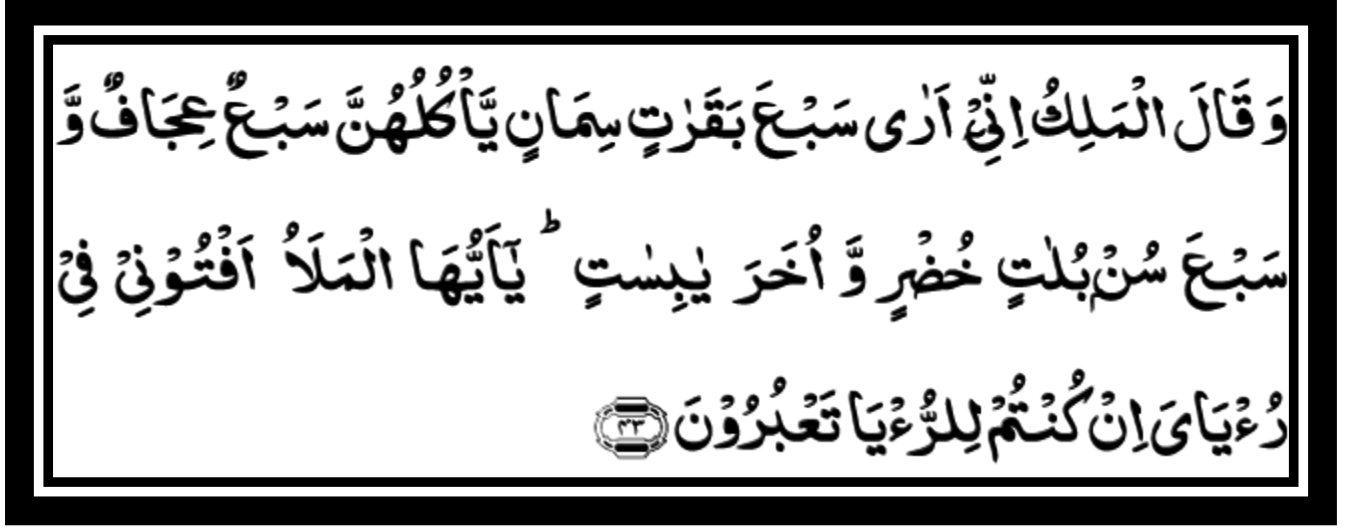 وَ قَالَ الْمَلِكُ اِنِّیْۤ اَرٰی سَبْعَ بَقَرٰتٍ سِمَانٍ یَّاْكُلُهُنَّ سَبْعٌ عِجَافٌ وَّ
سَبْعَ سُنْۢبُلٰتٍ خُضْرٍ وَّ اُخَرَ یٰبِسٰتٍ ؕ یٰۤاَیُّهَا الْمَلَاُ اَفْتُوْنِیْ فِیْ
رُءْیَایَ اِنْ كُنْتُمْ لِلرُّءْیَا تَعْبُرُوْنَ ﴿۴۳﴾